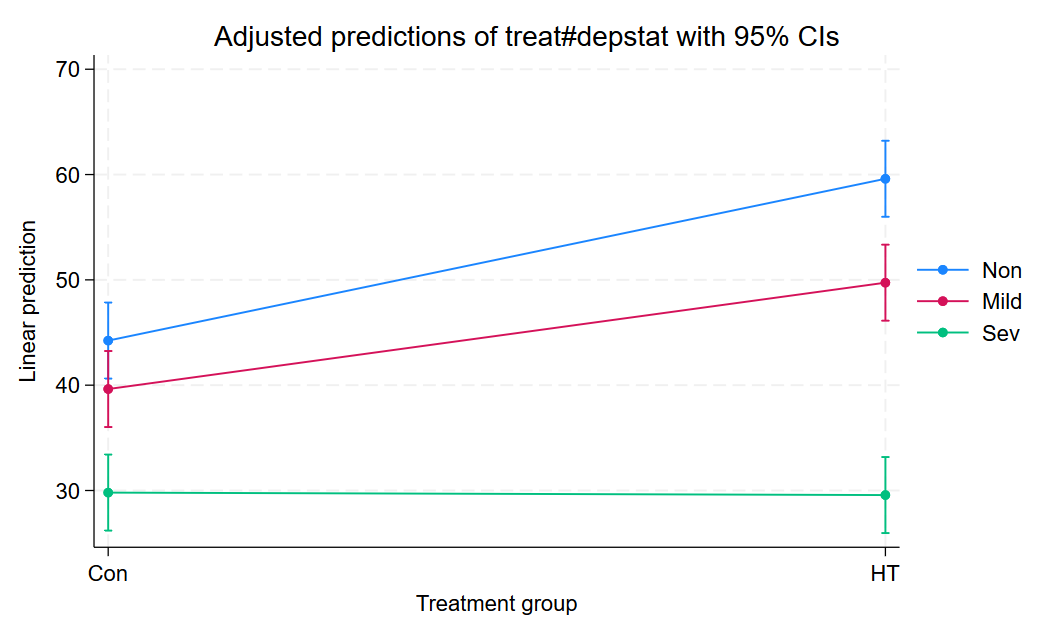 Adjusted predictions of treat#depstat with 95% CIs
70
60
50
40
30
Linear prediction
Con
HT
Treatment group
Non
Mild
Sev